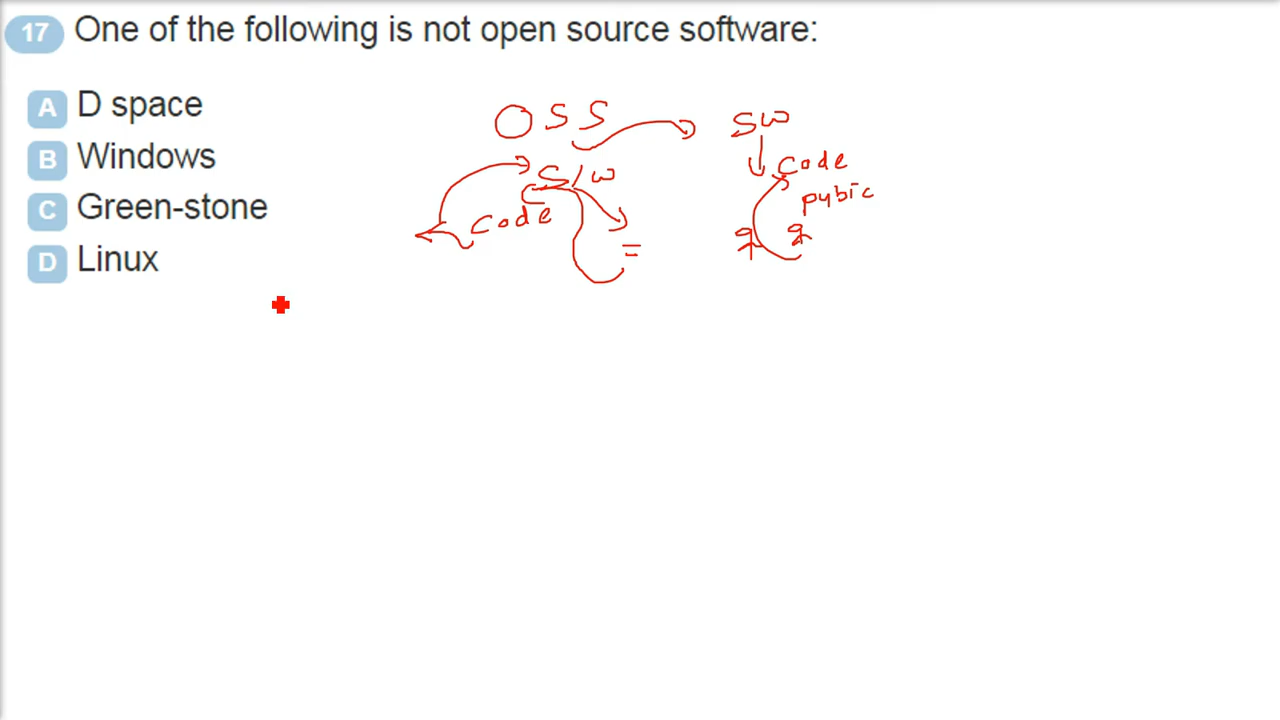 17 One of the following is not open source software:
A D space
B Windows
C Green-stone
D Linux
OSS
SW
S/W
Code
Code
pybic